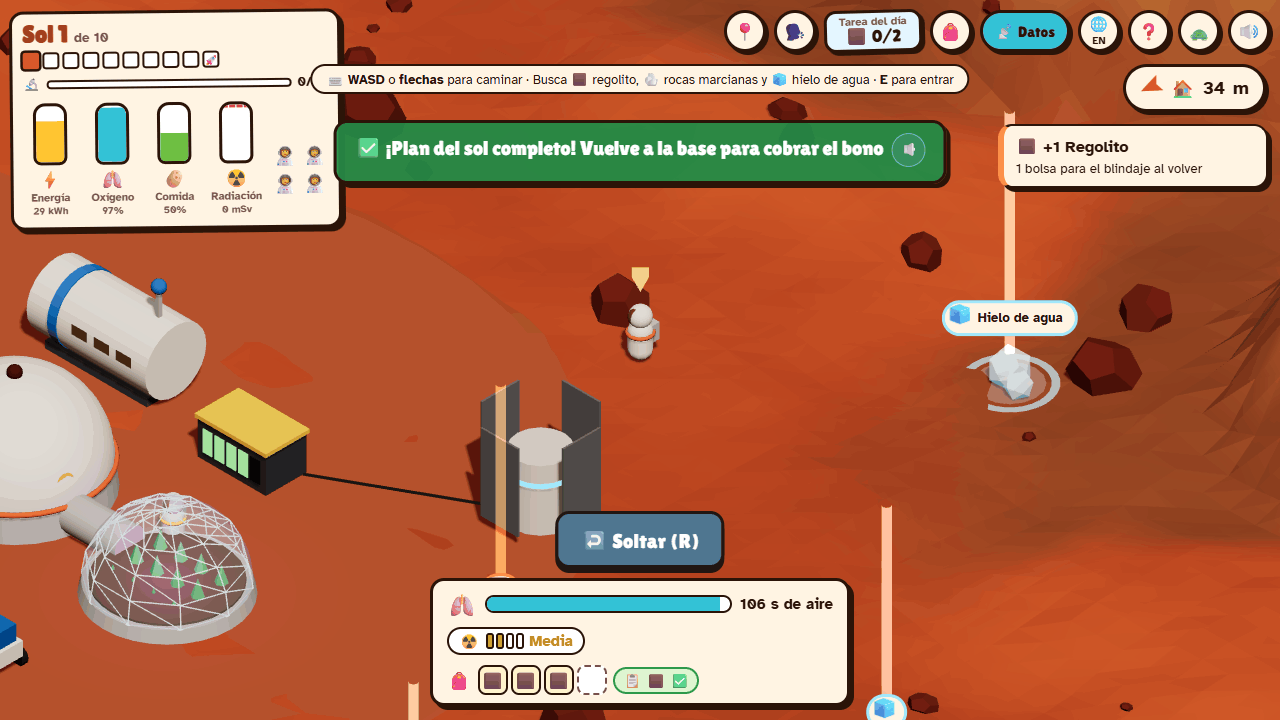 Sol 1 de 10
0/
Energía
29 kWh
Oxígeno
97%
Comida
50%
Radiación
0 mSv
Tarea del día
0/2
Datos
EN
WASD o flechas para caminar · Busca regolito, rocas marcianas y hielo de agua · E para entrar
34 m
¡Plan del sol completo! Vuelve a la base para cobrar el bono
+1 Regolito
1 bolsa para el blindaje al volver
Hielo de agua
Soltar (R)
106 s de aire
Media